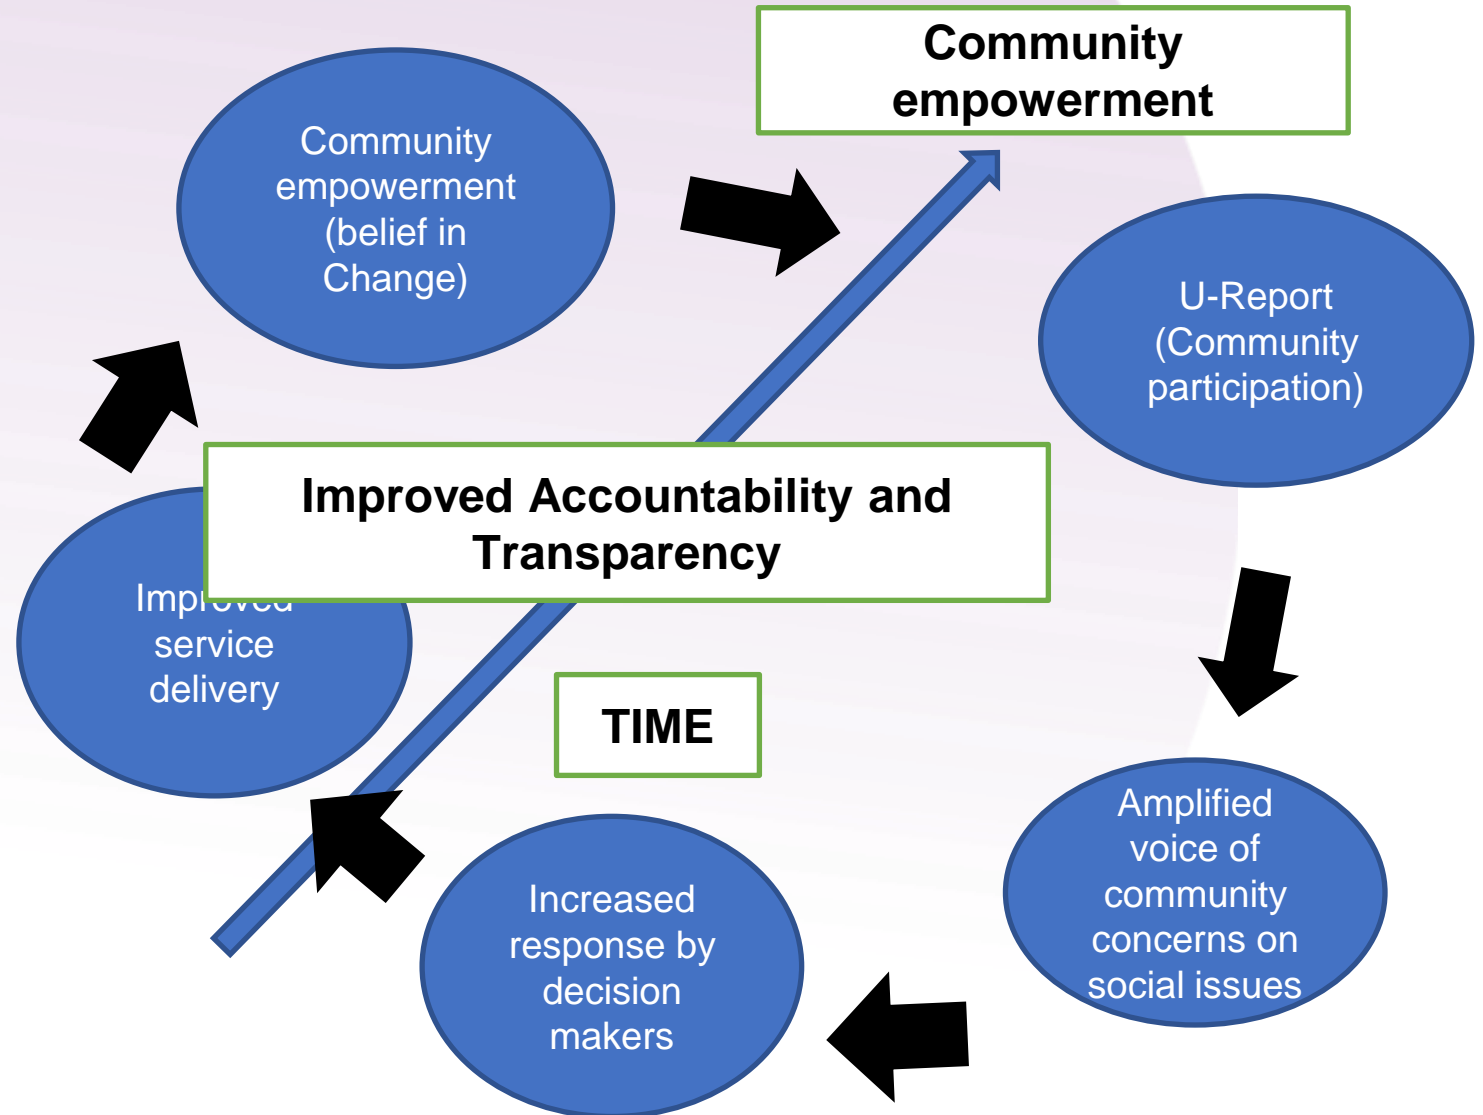 Community
empowerment
Community
empowerment
(belief in
Change)
U-Report
(Community
participation)
Improved Accountability and
Transparency
Improved
service
delivery
TIME
Amplified
voice of
community
concerns on
social issues
Increased
response by
decision
makers